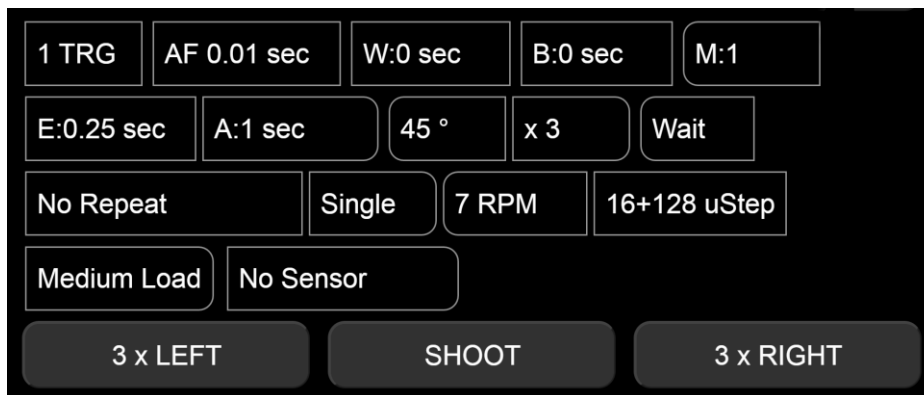 1 TRG AF 0.01 sec W:0 sec B:0 sec M:1
E:0.25 sec A:1 sec 45 ° x 3 Wait
No Repeat Single 7 RPM 16+128 uStep
Medium Load No Sensor
3 x LEFT SHOOT 3 x RIGHT